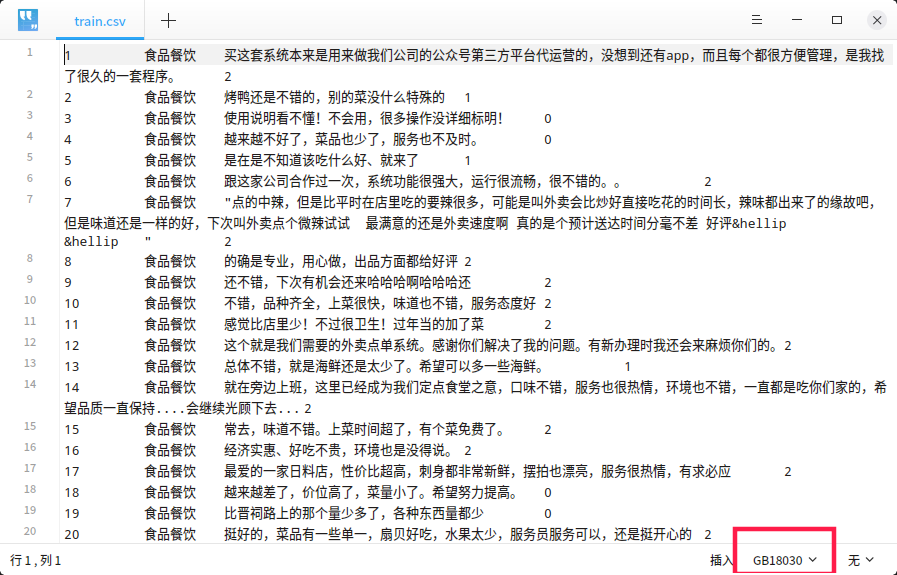 train.csv
1 1 食品餐饮 买这套系统本来是用来做我们公司的公众号第三方平台代运营的，没想到还有app，而且每个都很方便管理，是我找
了很久的一套程序。 2
2 2 食品餐饮 烤鸭还是不错的，别的菜没什么特殊的 1
3 3 食品餐饮 使用说明看不懂！不会用，很多操作没详细标明！ 0
4 4 食品餐饮 越来越不好了，菜品也少了，服务也不及时。 0
5 5 食品餐饮 是在是不知道该吃什么好、就来了 1
6 6 食品餐饮 跟这家公司合作过一次，系统功能很强大，运行很流畅，很不错的。。 2
7 7 食品餐饮 "点的中辣，但是比平时在店里吃的要辣很多，可能是叫外卖会比炒好直接吃花的时间长，辣味都出来了的缘故吧，
但是味道还是一样的好，下次叫外卖点个微辣试试 最满意的还是外卖速度啊 真的是个预计送达时间分毫不差 好评&hellip
&hellip " 2
8 8 食品餐饮 的确是专业，用心做，出品方面都给好评 2
9 9 食品餐饮 还不错，下次有机会还来哈哈哈啊哈哈哈还 2
10 10 食品餐饮 不错，品种齐全，上菜很快，味道也不错，服务态度好 2
11 11 食品餐饮 感觉比店里少！不过很卫生！过年当的加了菜 2
12 12 食品餐饮 这个就是我们需要的外卖点单系统。感谢你们解决了我的问题。有新办理时我还会来麻烦你们的。2
13 13 食品餐饮 总体不错，就是海鲜还是太少了。希望可以多一些海鲜。 1
14 14 食品餐饮 就在旁边上班，这里已经成为我们定点食堂之意，口味不错，服务也很热情，环境也不错，一直都是吃你们家的，希
望品质一直保持....会继续光顾下去... 2
15 15 食品餐饮 常去，味道不错。上菜时间超了，有个菜免费了。 2
16 16 食品餐饮 经济实惠、好吃不贵，环境也是没得说。 2
17 17 食品餐饮 最爱的一家日料店，性价比超高，刺身都非常新鲜，摆拍也漂亮，服务很热情，有求必应 2
18 18 食品餐饮 越来越差了，价位高了，菜量小了。希望努力提高。 0
19 19 食品餐饮 比晋祠路上的那个量少多了，各种东西量都少 0
20 20 食品餐饮 挺好的，菜品有一些单一，扇贝好吃，水果太少，服务员服务可以，还是挺开心的 2
行 1 , 列 1 插入 GB18030 无